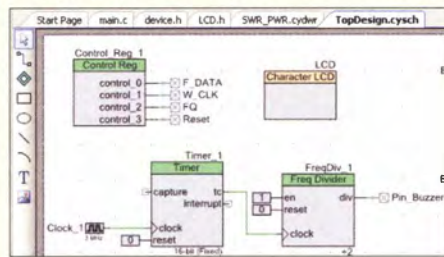 Start Page main.c device.h LCD.h SWR_PWR.cydwr TopDesign.cysch
Control_Reg_1
Control Reg
control_0 F_DATA
control_1 W_CLK
control_2 FQ
control_3 Reset
LCD
Character LCD
Timer_1
Timer
capture tc
interrupt
Clock_1 clock
0 reset
16-bit (Fixed)
FreqDiv_1
Freq Divider
1 en div Pin_Buzzer
0 reset
clock
÷2
T